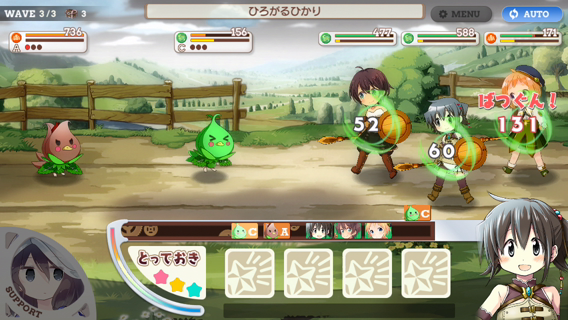 WAVE 3/3 3
ひろがるひかり
MENU
AUTO
736
A
156
C
477
588
171
ばつぐん!
52
60
131
C
C A
とっておき
SUPPORT